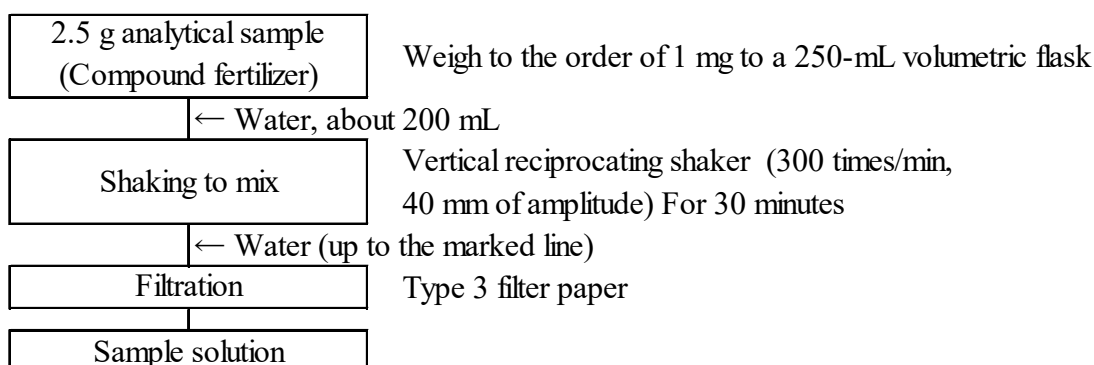 2.5 g analytical sample
(Compound fertilizer)
Weigh to the order of 1 mg to a 250-mL volumetric flask
← Water, about 200 mL
Shaking to mix
Vertical reciprocating shaker (300 times/min,
40 mm of amplitude) For 30 minutes
← Water (up to the marked line)
Filtration
Type 3 filter paper
Sample solution